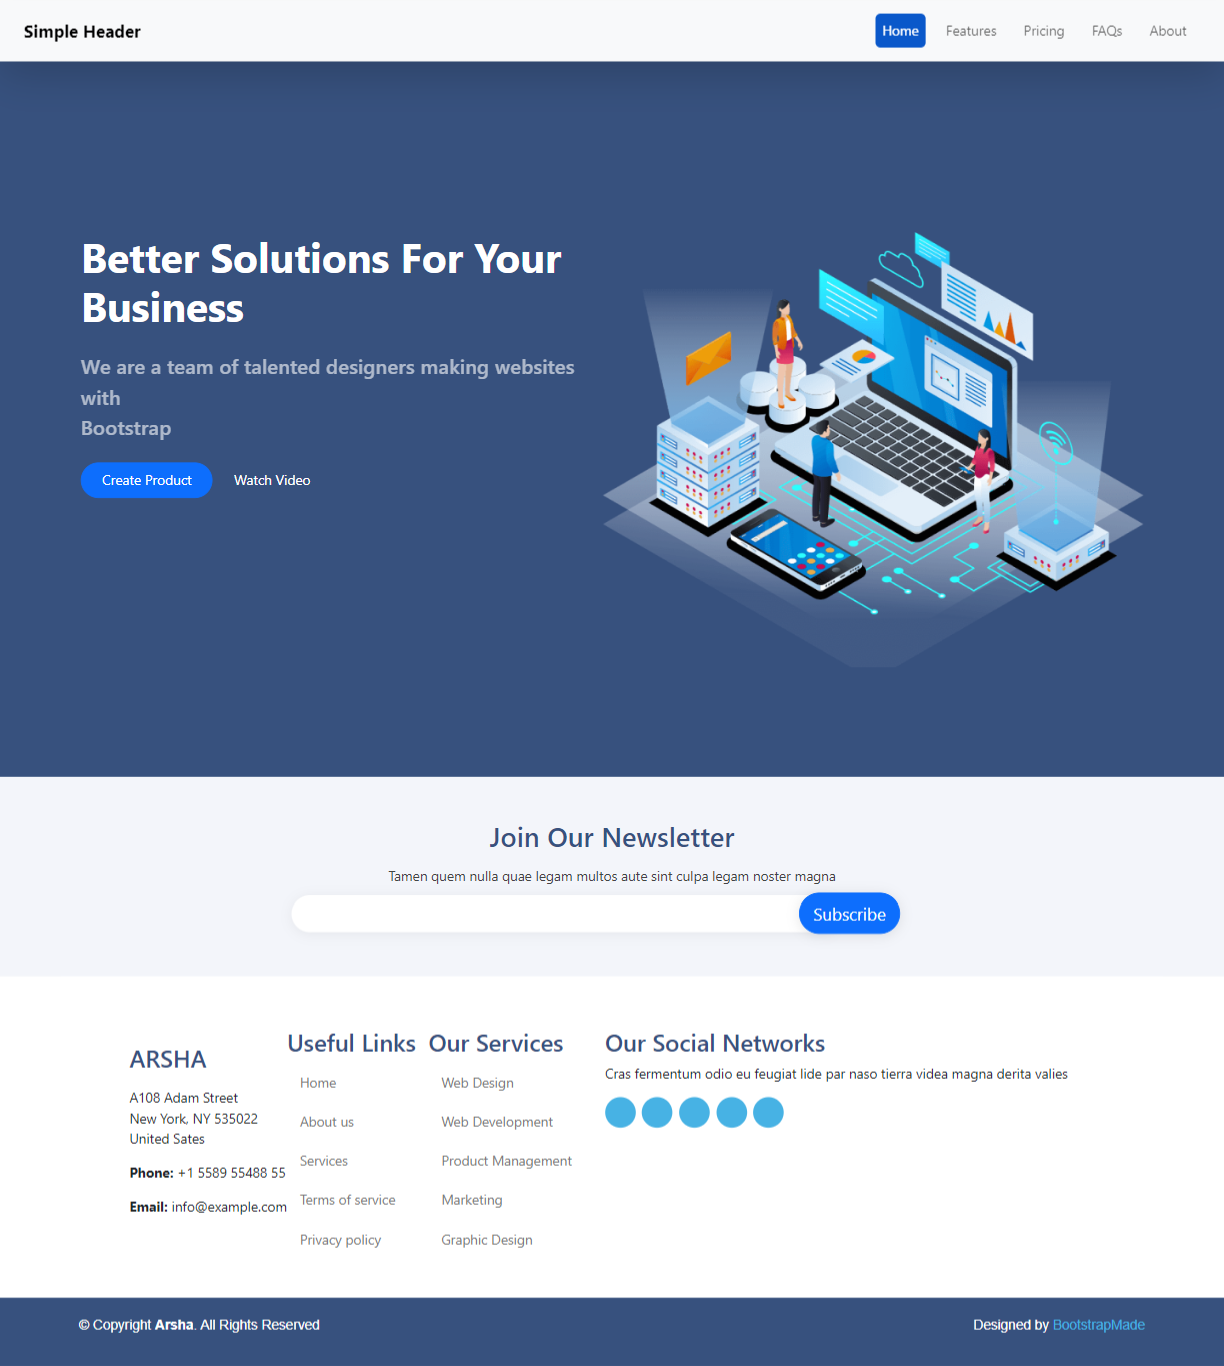 Simple Header
Home
Features
Pricing
FAQs
About
Better Solutions For Your
Business
We are a team of talented designers making websites
with
Bootstrap
Create Product
Watch Video
Join Our Newsletter
Tamen quem nulla quae legam multos aute sint culpa legam noster magna
Subscribe
ARSHA
A108 Adam Street
New York, NY 535022
United Sates
Phone: +1 5589 55488 55
Email: info@example.com
Useful Links
Home
About us
Services
Terms of service
Privacy policy
Our Services
Web Design
Web Development
Product Management
Marketing
Graphic Design
Our Social Networks
Cras fermentum odio eu feugiat lide par naso tierra videa magna derita valies
© Copyright Arsha. All Rights Reserved
Designed by BootstrapMade